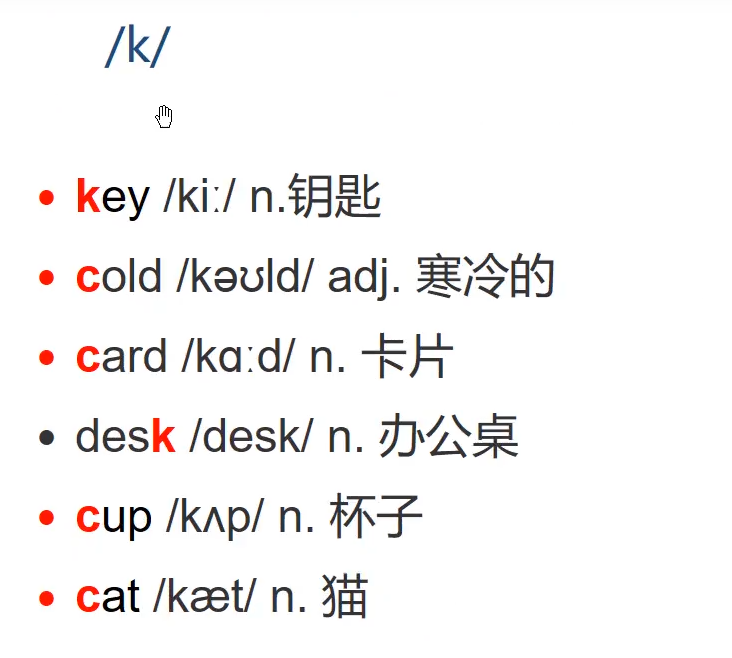 /k/
• key /kiː/ n.钥匙
• cold /kəʊld/ adj. 寒冷的
• card /kɑːd/ n. 卡片
• desk /desk/ n. 办公桌
• cup /kʌp/ n. 杯子
• cat /kæt/ n. 猫